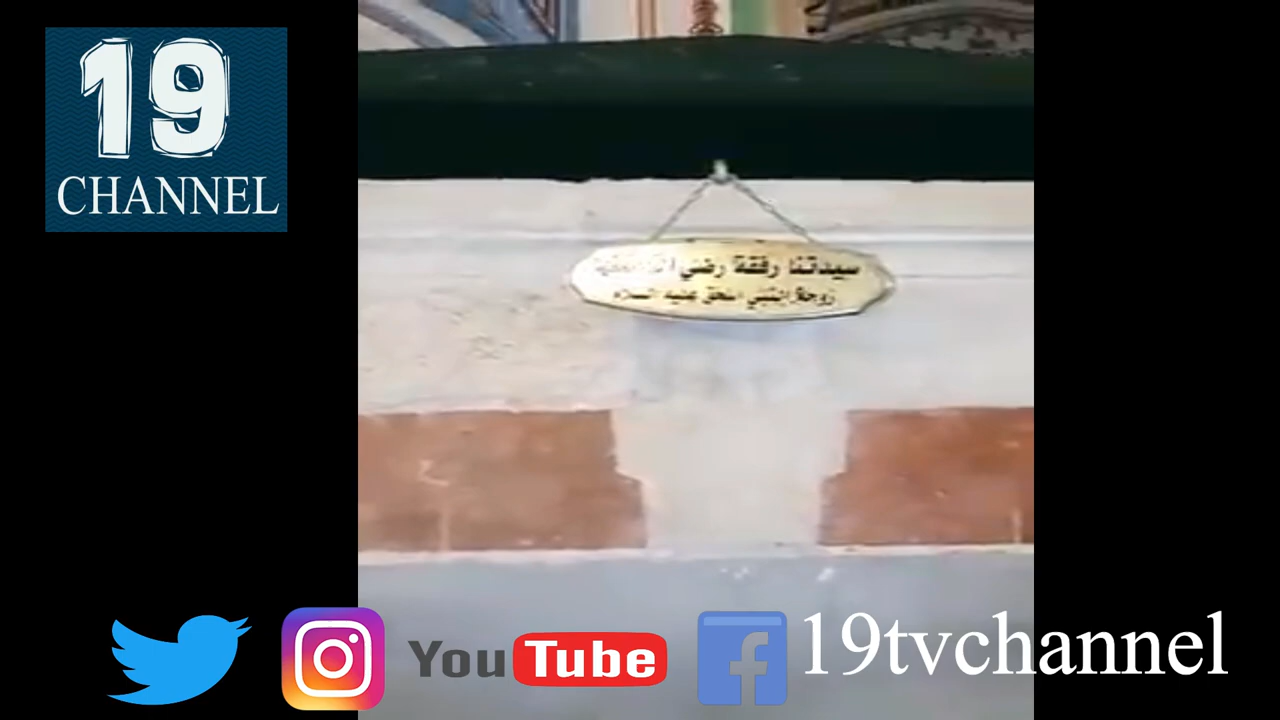 19
CHANNEL
سيدتنا رفقة رضي الله عنها
زوجة النبي اسحق عليه السلام
YouTube
19tvchannel